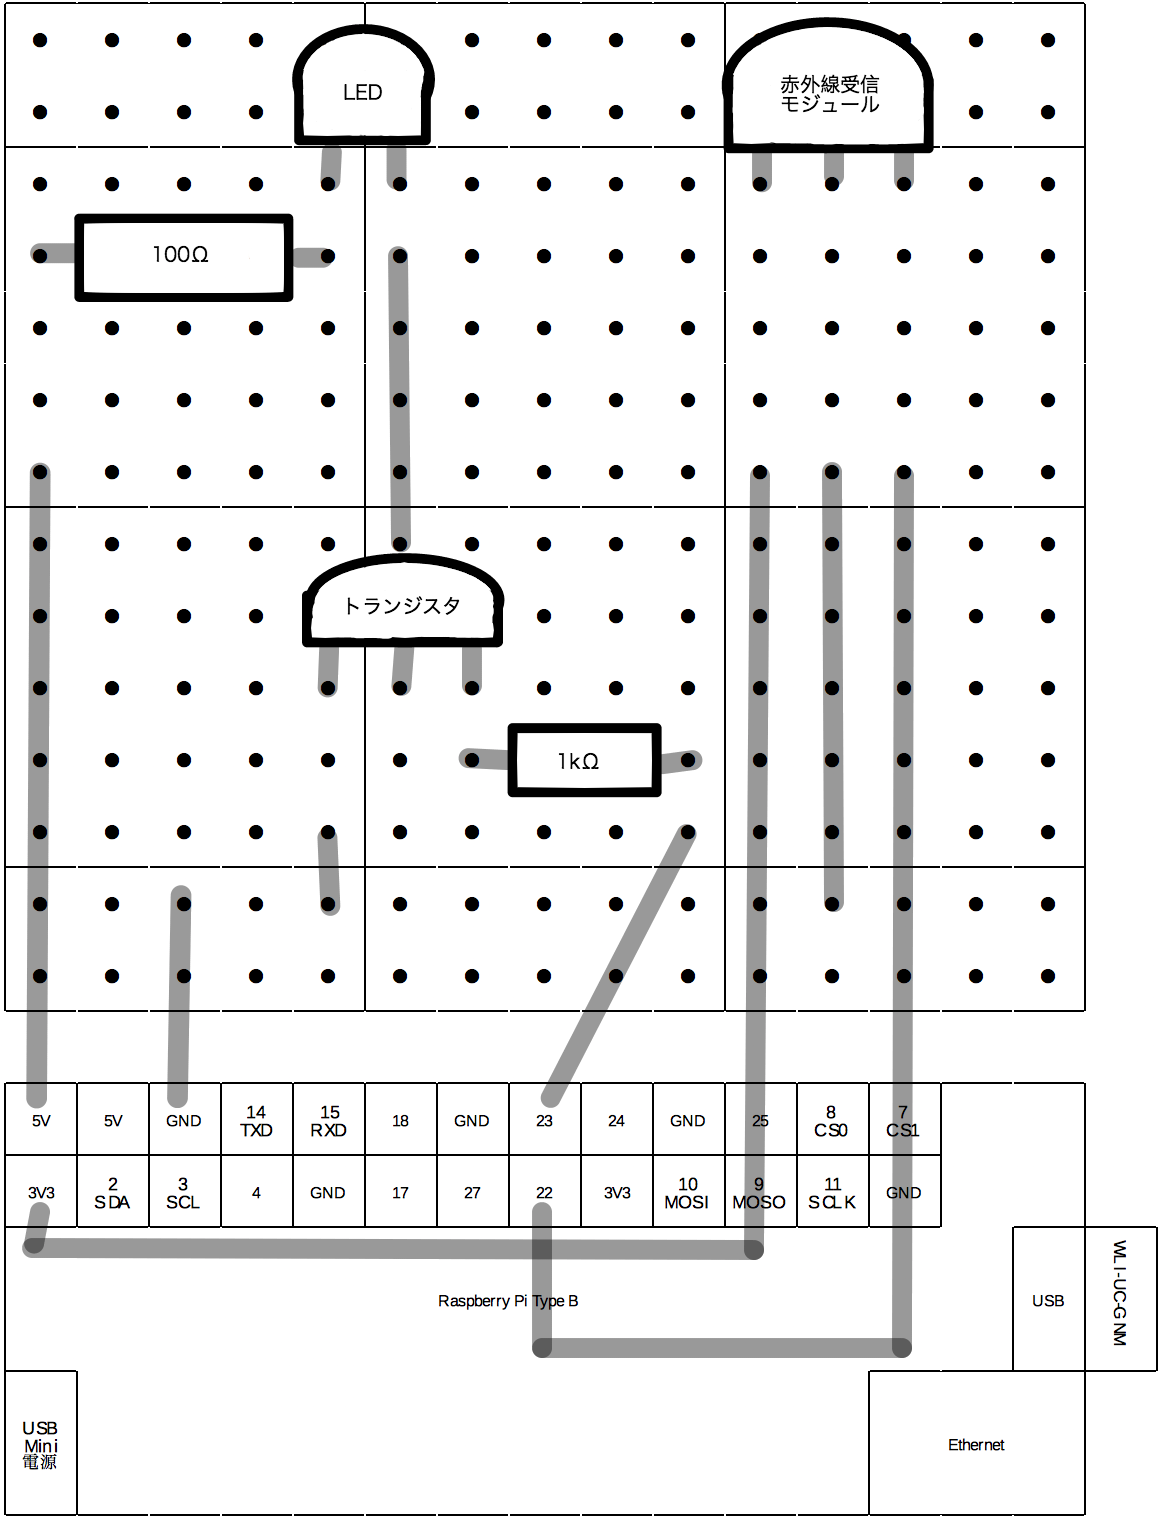 LED
赤外線受信
モジュール
100Ω
トランジスタ
1kΩ
5V
5V
GND
14
TXD
15
RXD
18
GND
23
24
GND
25
8
CS0
7
CS1
3V3
2
SDA
3
SCL
4
GND
17
27
22
3V3
10
MOSI
9
MOSO
11
SCLK
GND
Raspberry Pi Type B
USB
WLI-UC-GNM
USB
Mini
電源
Ethernet